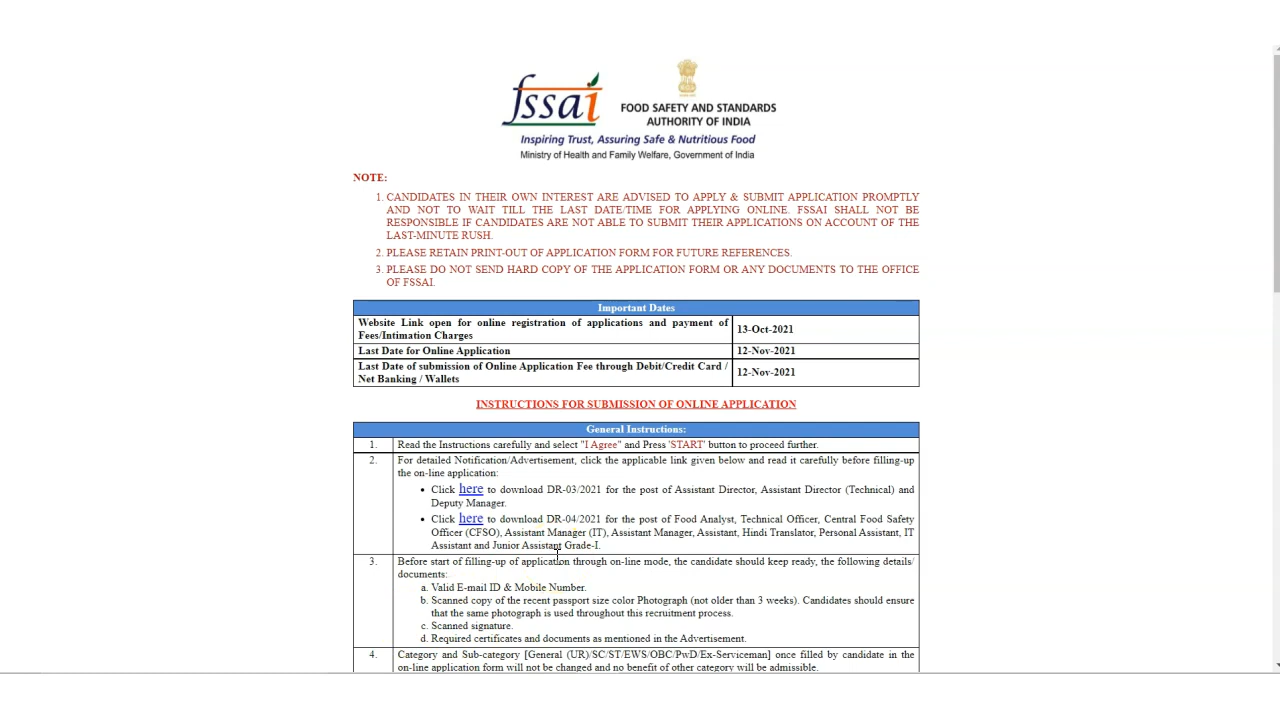 fssai
FOOD SAFETY AND STANDARDS
AUTHORITY OF INDIA
Inspiring Trust, Assuring Safe & Nutritious Food
Ministry of Health and Family Welfare, Government of India
NOTE:
1. CANDIDATES IN THEIR OWN INTEREST ARE ADVISED TO APPLY & SUBMIT APPLICATION PROMPTLY
AND NOT TO WAIT TILL THE LAST DATE/TIME FOR APPLYING ONLINE. FSSAI SHALL NOT BE
RESPONSIBLE IF CANDIDATES ARE NOT ABLE TO SUBMIT THEIR APPLICATIONS ON ACCOUNT OF THE
LAST-MINUTE RUSH.
2. PLEASE RETAIN PRINT-OUT OF APPLICATION FORM FOR FUTURE REFERENCES.
3. PLEASE DO NOT SEND HARD COPY OF THE APPLICATION FORM OR ANY DOCUMENTS TO THE OFFICE
OF FSSAI.
Important Dates
Website Link open for online registration of applications and payment of
Fees/Intimation Charges
13-Oct-2021
Last Date for Online Application
12-Nov-2021
Last Date of submission of Online Application Fee through Debit/Credit Card /
Net Banking / Wallets
12-Nov-2021
INSTRUCTIONS FOR SUBMISSION OF ONLINE APPLICATION
General Instructions:
1. Read the Instructions carefully and select "I Agree" and Press 'START' button to proceed further.
2. For detailed Notification/Advertisement, click the applicable link given below and read it carefully before filling-up
the on-line application:
• Click here to download DR-03/2021 for the post of Assistant Director, Assistant Director (Technical) and
Deputy Manager.
• Click here to download DR-04/2021 for the post of Food Analyst, Technical Officer, Central Food Safety
Officer (CFSO), Assistant Manager (IT), Assistant Manager, Assistant, Hindi Translator, Personal Assistant, IT
Assistant and Junior Assistant Grade-I.
3. Before start of filling-up of application through on-line mode, the candidate should keep ready, the following details/
documents:
a. Valid E-mail ID & Mobile Number.
b. Scanned copy of the recent passport size color Photograph (not older than 3 weeks). Candidates should ensure
that the same photograph is used throughout this recruitment process.
c. Scanned signature.
d. Required certificates and documents as mentioned in the Advertisement.
4. Category and Sub-category [General (UR)/SC/ST/EWS/OBC/PwD/Ex-Serviceman] once filled by candidate in the
on-line application form will not be changed and no benefit of other category will be admissible.